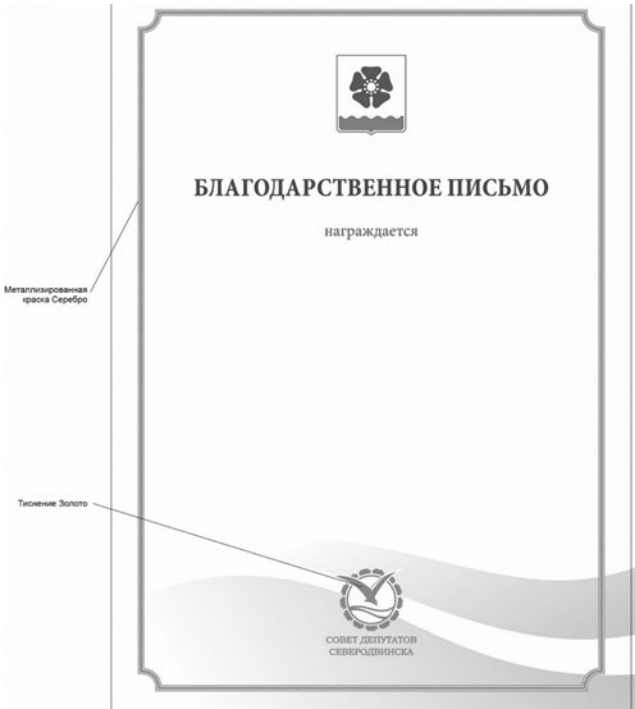 БЛАГОДАРСТВЕННОЕ ПИСЬМО
награждается
Металлизированная
краска Серебро
Тиснение Золото
СОВЕТ ДЕПУТАТОВ
СЕВЕРОДВИНСКА